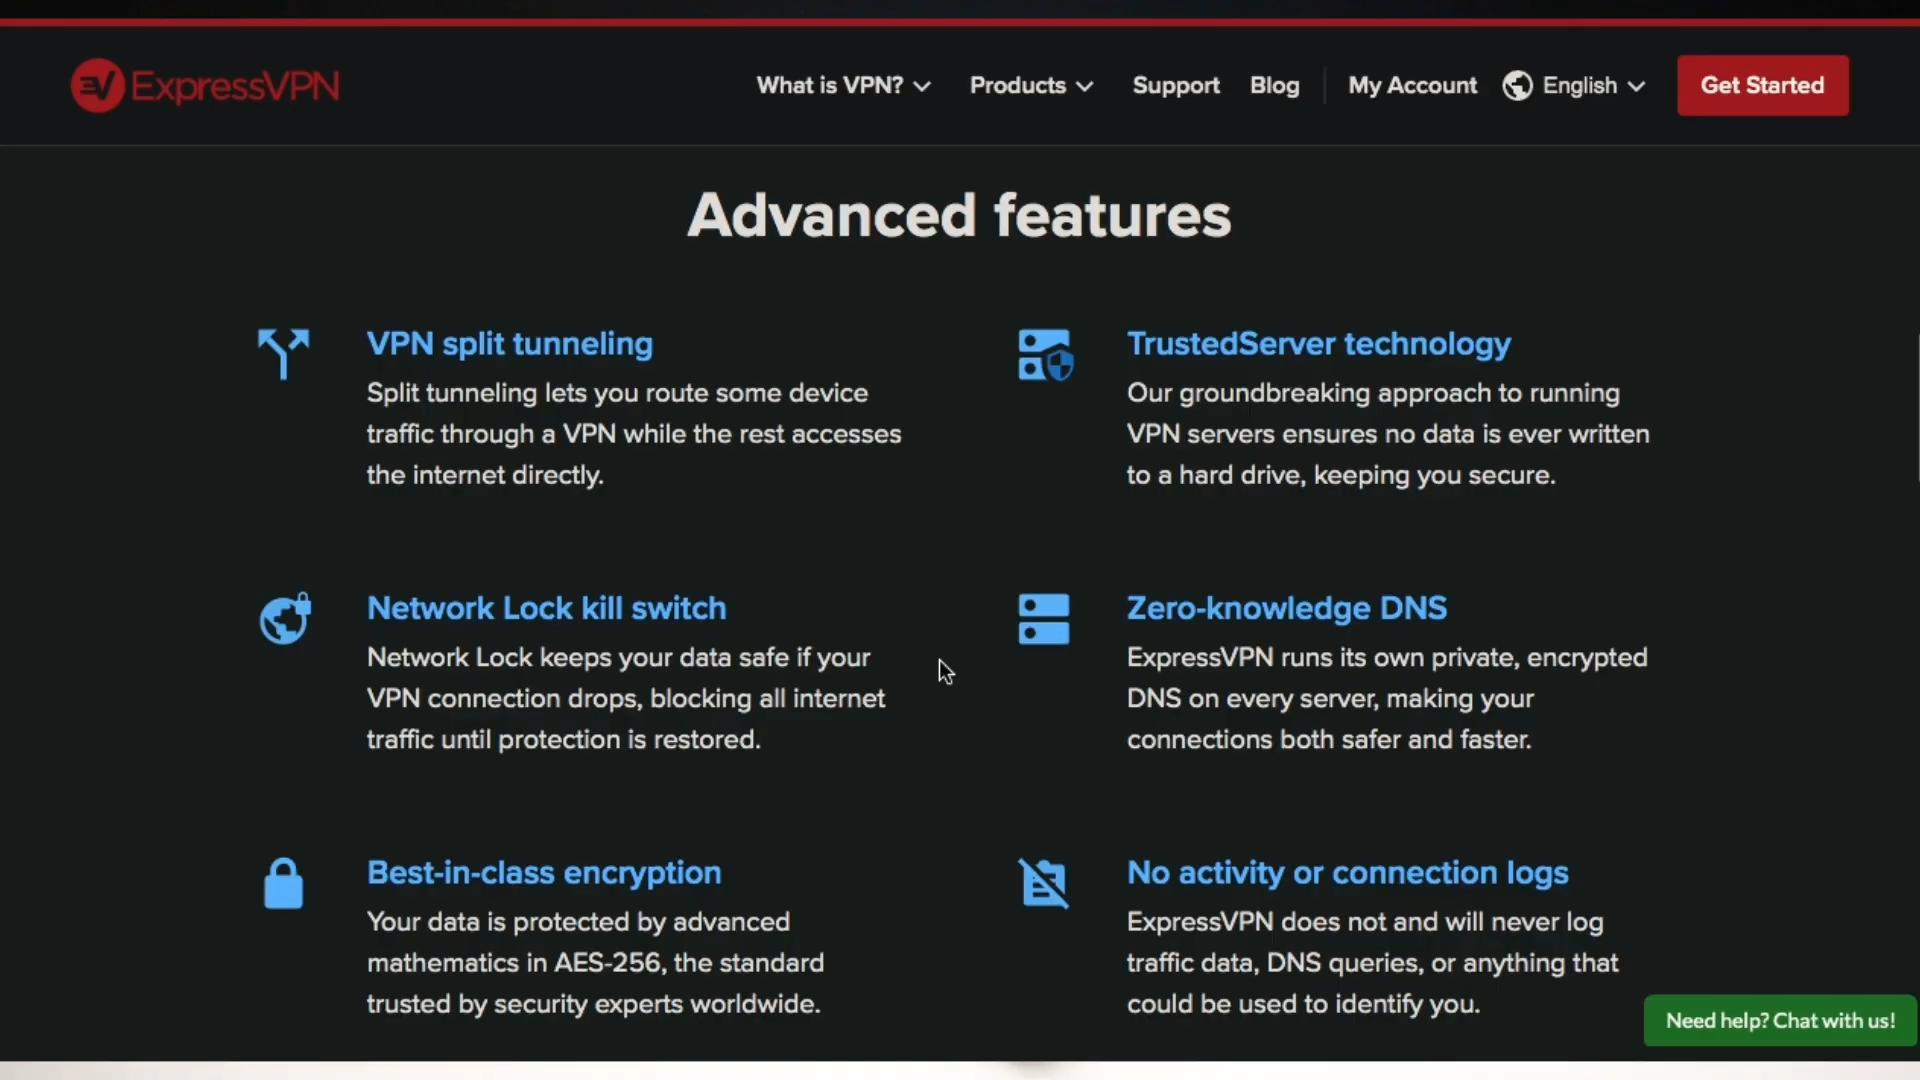 ExpressVPN
What is VPN? Products Support Blog My Account English Get Started
Advanced features
VPN split tunneling
Split tunneling lets you route some device
traffic through a VPN while the rest accesses
the internet directly.
TrustedServer technology
Our groundbreaking approach to running
VPN servers ensures no data is ever written
to a hard drive, keeping you secure.
Network Lock kill switch
Network Lock keeps your data safe if your
VPN connection drops, blocking all internet
traffic until protection is restored.
Zero-knowledge DNS
ExpressVPN runs its own private, encrypted
DNS on every server, making your
connections both safer and faster.
Best-in-class encryption
Your data is protected by advanced
mathematics in AES-256, the standard
trusted by security experts worldwide.
No activity or connection logs
ExpressVPN does not and will never log
traffic data, DNS queries, or anything that
could be used to identify you.
Need help? Chat with us!